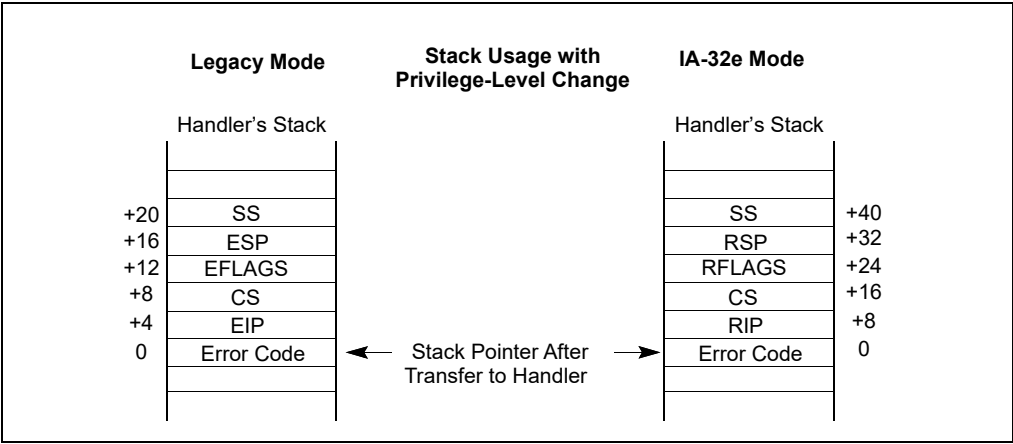 Legacy Mode
Stack Usage with
Privilege-Level Change
IA-32e Mode
Handler’s Stack
Handler’s Stack
+20 SS
SS +40
+16 ESP
RSP +32
+12 EFLAGS
RFLAGS +24
+8 CS
CS +16
+4 EIP
RIP +8
0 Error Code
Stack Pointer After
Transfer to Handler
Error Code 0